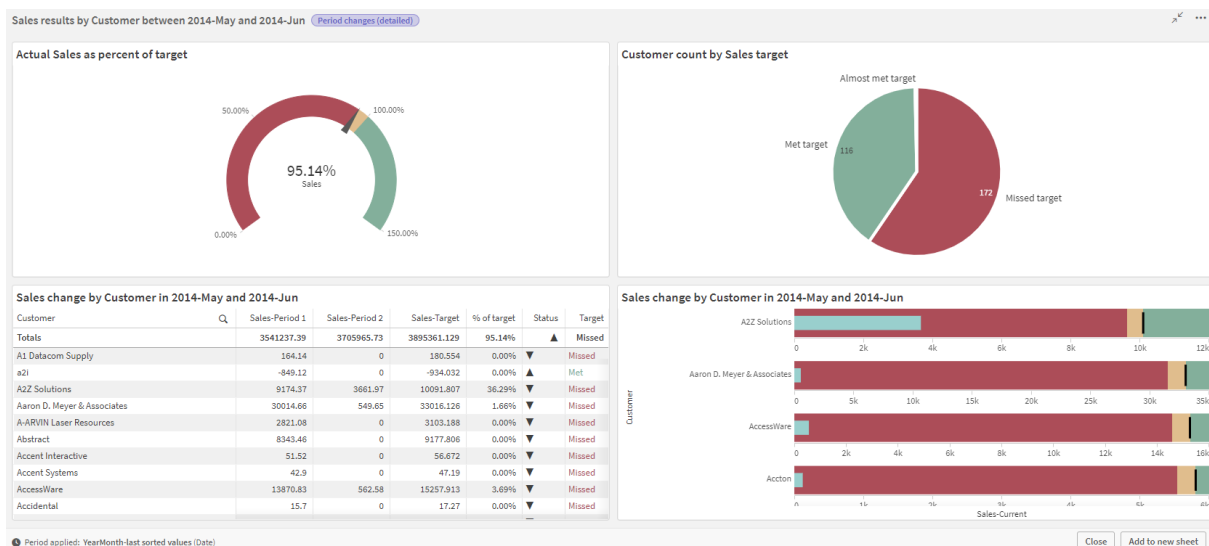 Sales results by Customer between 2014-May and 2014-Jun Period changes (detailed)
Actual Sales as percent of target
50.00%
100.00%
95.14%
Sales
0.00%
150.00%
Customer count by Sales target
Almost met target
Met target
116
172
Missed target
Sales change by Customer in 2014-May and 2014-Jun
Customer Sales-Period 1 Sales-Period 2 Sales-Target % of target Status Target
Totals 3541237.39 3705965.73 3895361.129 95.14% ▲ Missed
A1 Datacom Supply 164.14 0 180.554 0.00% ▼ Missed
a2i -849.12 0 -934.032 0.00% ▲ Met
A2Z Solutions 9174.37 3661.97 10091.807 36.29% ▼ Missed
Aaron D. Meyer & Associates 30014.66 549.65 33016.126 1.66% ▼ Missed
A-ARVIN Laser Resources 2821.08 0 3103.188 0.00% ▼ Missed
Abstract 8343.46 0 9177.806 0.00% ▼ Missed
Accent Interactive 51.52 0 56.672 0.00% ▼ Missed
Accent Systems 42.9 0 47.19 0.00% ▼ Missed
AccessWare 13870.83 562.58 15257.913 3.69% ▼ Missed
Accidental 15.7 0 17.27 0.00% ▼ Missed
Sales change by Customer in 2014-May and 2014-Jun
Customer
A2Z Solutions
0 2k 4k 6k 8k 10k 12k
Aaron D. Meyer & Associates
0 5k 10k 15k 20k 25k 30k 35k
AccessWare
0 2k 4k 6k 8k 10k 12k 14k 16k
Accton
0
Sales-Current
Period applied: YearMonth-last sorted values (Date)
Close
Add to new sheet